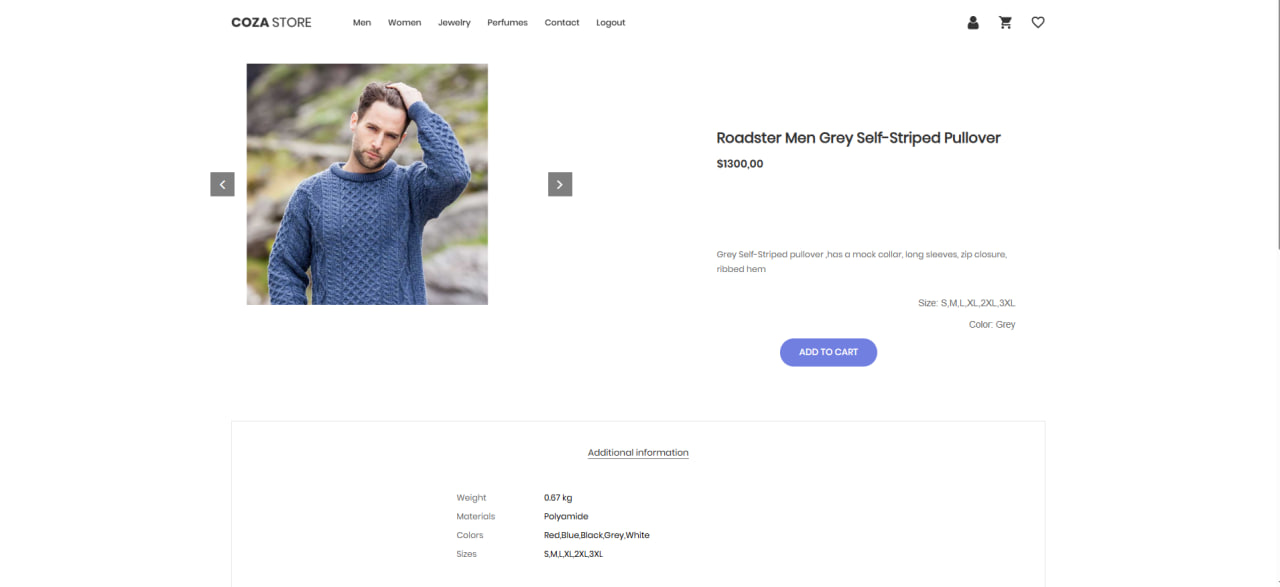 COZA STORE Men Women Jewelry Perfumes Contact Logout
Roadster Men Grey Self-Striped Pullover
$1300,00
Grey Self-Striped pullover ,has a mock collar, long sleeves, zip closure,
ribbed hem
Size: S,M,L,XL,2XL,3XL
Color: Grey
ADD TO CART
Additional information
Weight 0.67 kg
Materials Polyamide
Colors Red,Blue,Black,Grey,White
Sizes S,M,L,XL,2XL,3XL